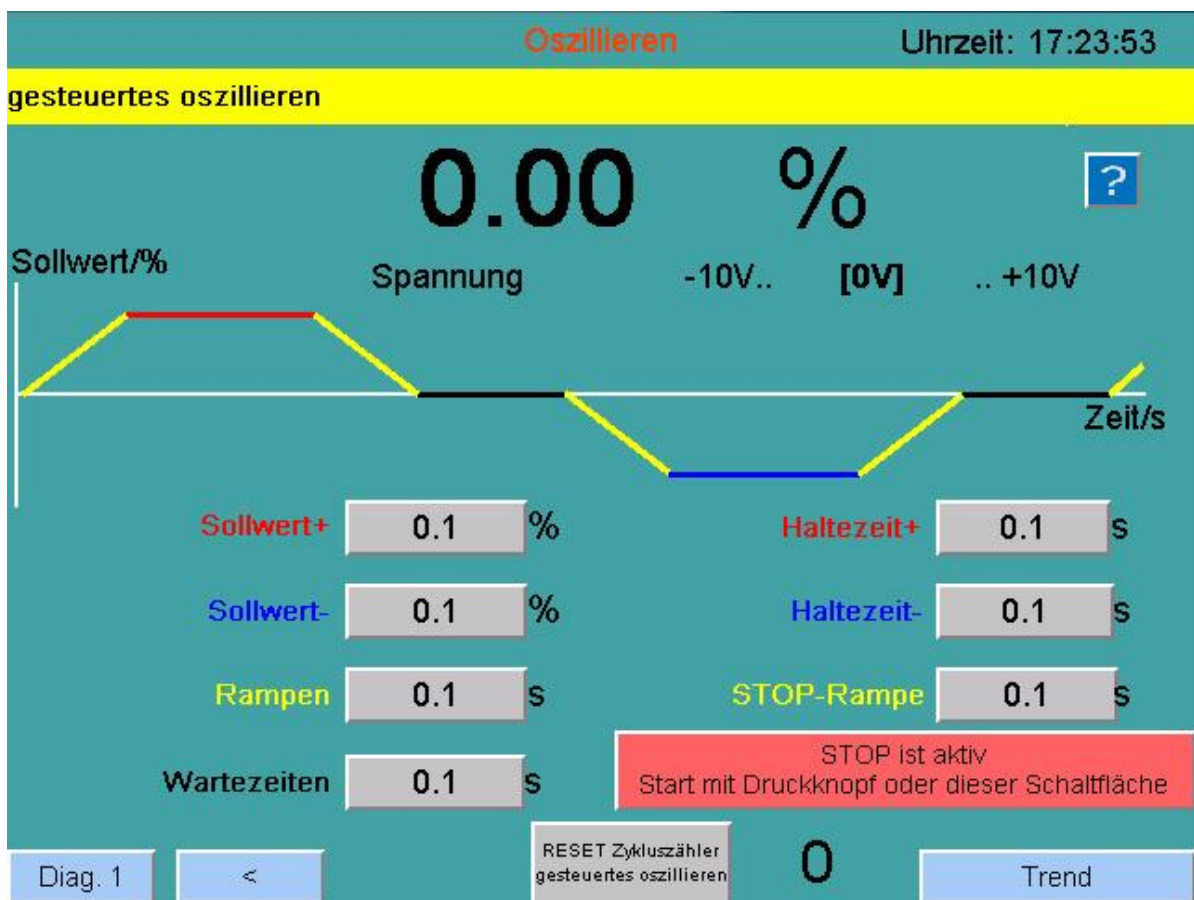 Oszillieren Uhrzeit: 17:23:53
gesteuertes oszillieren
0.00 % ?
Sollwert/%
Spannung -10V.. [0V] .. +10V
Zeit/s
Sollwert+ 0.1 % Haltezeit+ 0.1 s
Sollwert- 0.1 % Haltezeit- 0.1 s
Rampen 0.1 s STOP-Rampe 0.1 s
STOP ist aktiv
Start mit Druckknopf oder dieser Schaltfläche
Wartezeiten 0.1 s
RESET Zykluszähler
gesteuertes oszillieren
0
Diag. 1 < Trend